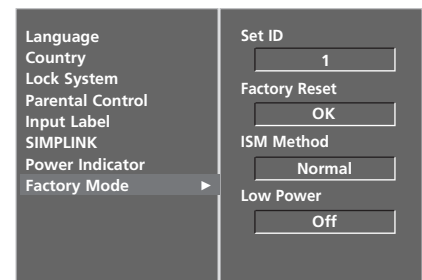 Language
Country
Lock System
Parental Control
Input Label
SIMPLINK
Power Indicator
Factory Mode ►
Set ID
1
Factory Reset
OK
ISM Method
Normal
Low Power
Off